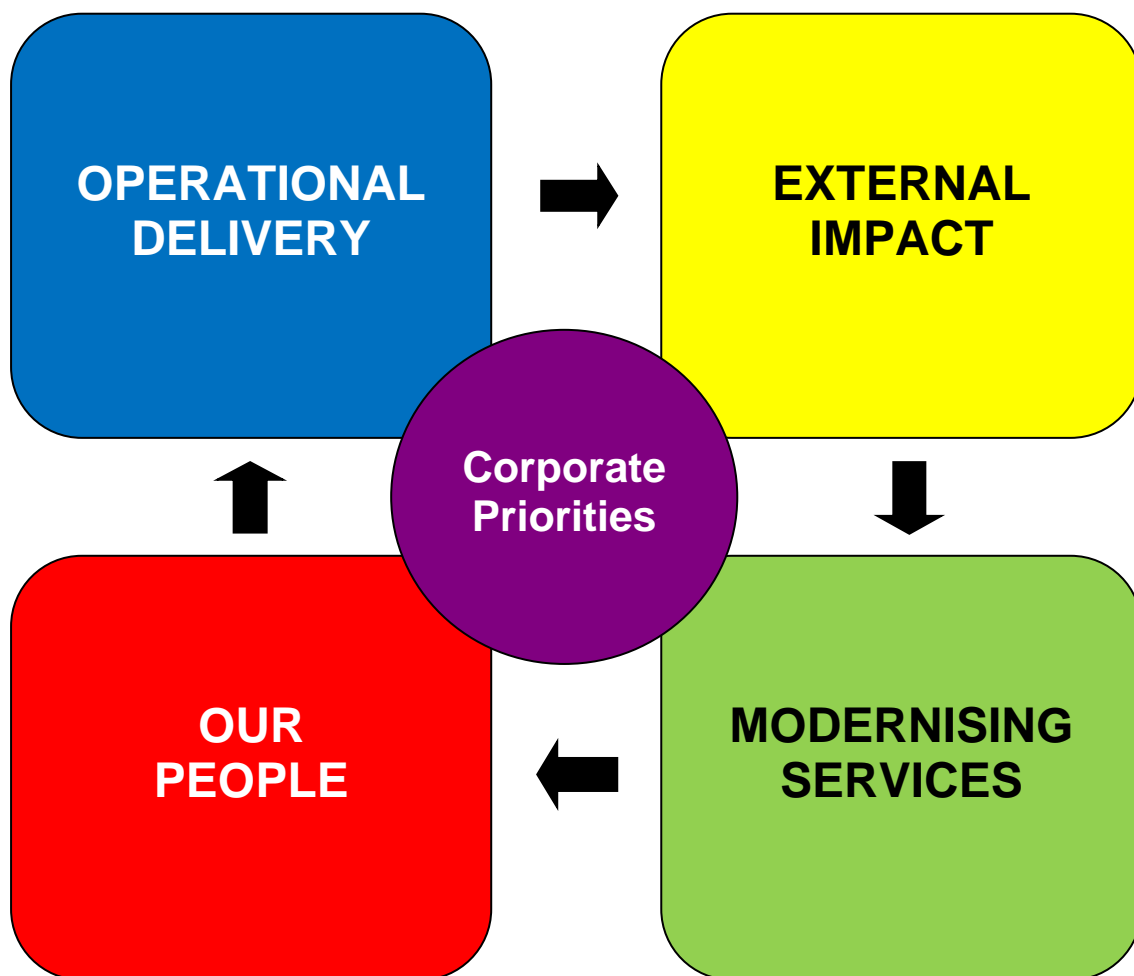 OPERATIONAL
DELIVERY
EXTERNAL
IMPACT
Corporate
Priorities
OUR
PEOPLE
MODERNISING
SERVICES